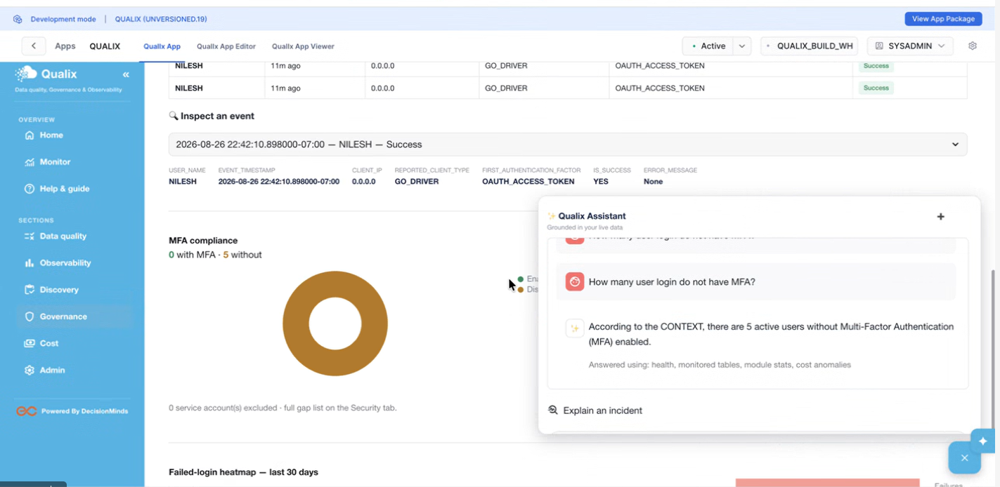 Development mode | QUALIX (UNVERSIONED.19) View App Package
Apps QUALIX Qualix App Qualix App Editor Qualix App Viewer Active QUALIX_BUILD_WH SYSADMIN
Qualix «
Data quality, Governance & Observability
OVERVIEW
Home
Monitor
Help & guide
SECTIONS
Data quality
Observability
Discovery
Governance
Cost
Admin
Powered By DecisionMinds
NILESH 11m ago 0.0.0.0 GO_DRIVER OAUTH_ACCESS_TOKEN Success
NILESH 11m ago 0.0.0.0 GO_DRIVER OAUTH_ACCESS_TOKEN Success
Inspect an event
2026-08-26 22:42:10.898000-07:00 — NILESH — Success
USER_NAME EVENT_TIMESTAMP CLIENT_IP REPORTED_CLIENT_TYPE FIRST_AUTHENTICATION_FACTOR IS_SUCCESS ERROR_MESSAGE
NILESH 2026-08-26 22:42:10.898000-07:00 0.0.0.0 GO_DRIVER OAUTH_ACCESS_TOKEN YES None
MFA compliance
0 with MFA · 5 without
Ena
Dis
0 service account(s) excluded · full gap list on the Security tab.
Failed-login heatmap — last 30 days
Failures
Qualix Assistant +
Grounded in your live data
How many user login do not have MFA?
How many user login do not have MFA?
According to the CONTEXT, there are 5 active users without Multi-Factor Authentication
(MFA) enabled.
Answered using: health, monitored tables, module stats, cost anomalies
Explain an incident